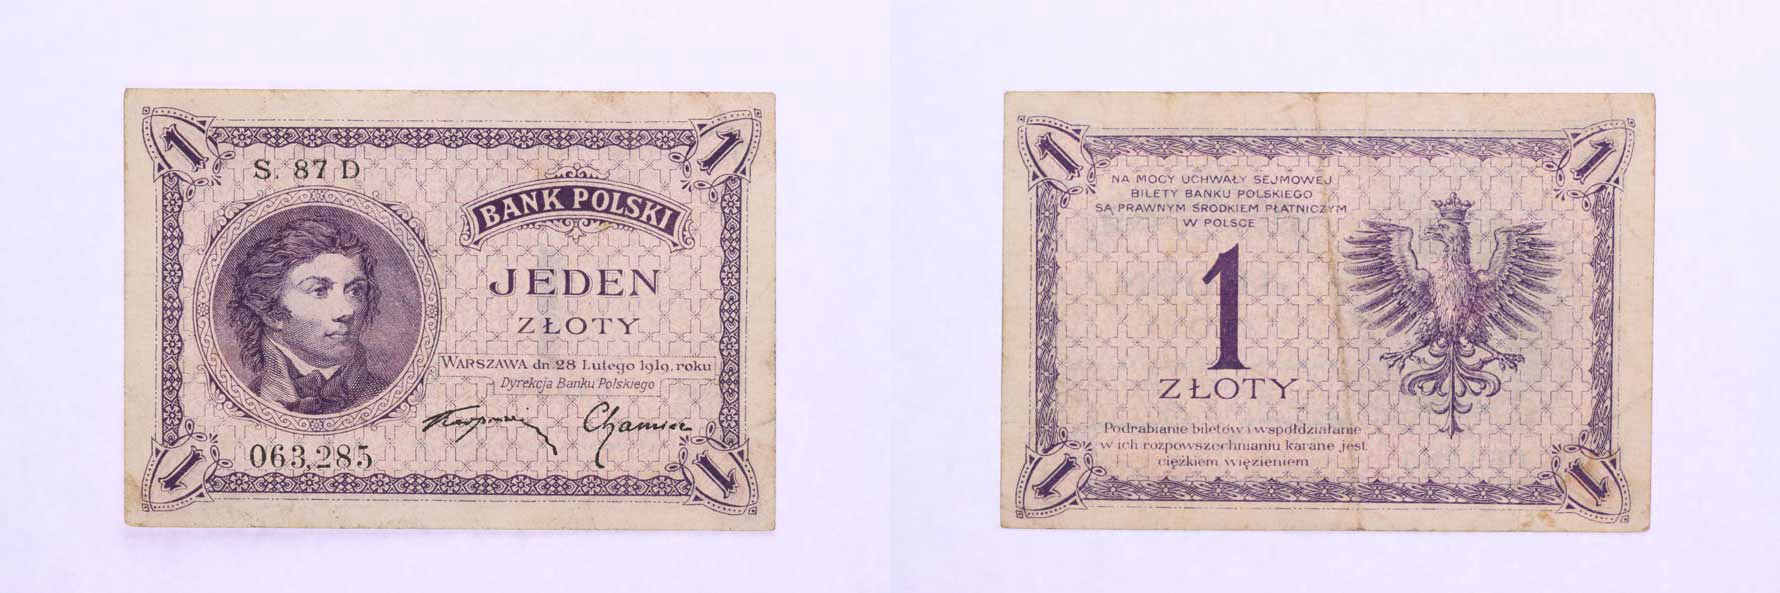 1
1
S. 87 D
BANK POLSKI
JEDEN
ZŁOTY
WARSZAWA dn. 28 Lutego 1919. roku
Dyrekcja Banku Polskiego
Karpiński Chamiec
063,285
1
1
1
1
NA MOCY UCHWAŁY SEJMOWEJ
BILETY BANKU POLSKIEGO
SĄ PRAWNYM ŚRODKIEM PŁATNICZYM
W POLSCE
1
ZŁOTY
Podrabianie biletów i współdziałanie
w ich rozpowszechnianiu karane jest
ciężkiem więzieniem
1
1